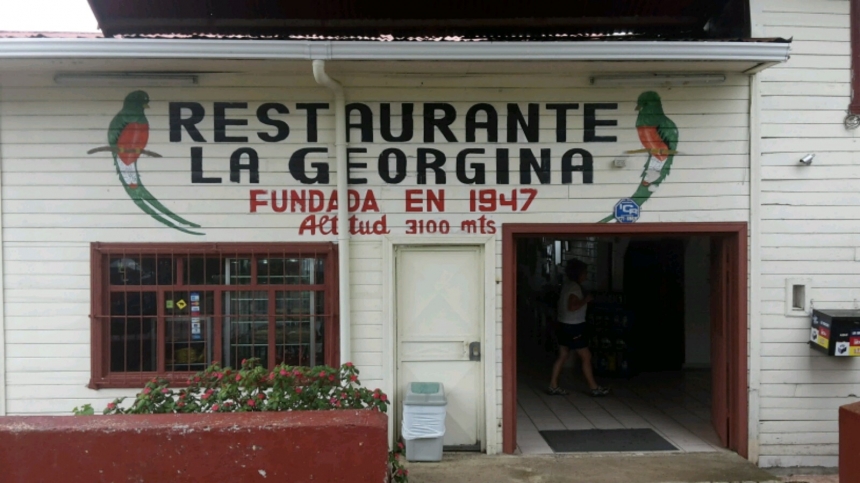 RESTAURANTE
LA GEORGINA
FUNDADA EN 1947
Altitud 3100 mts